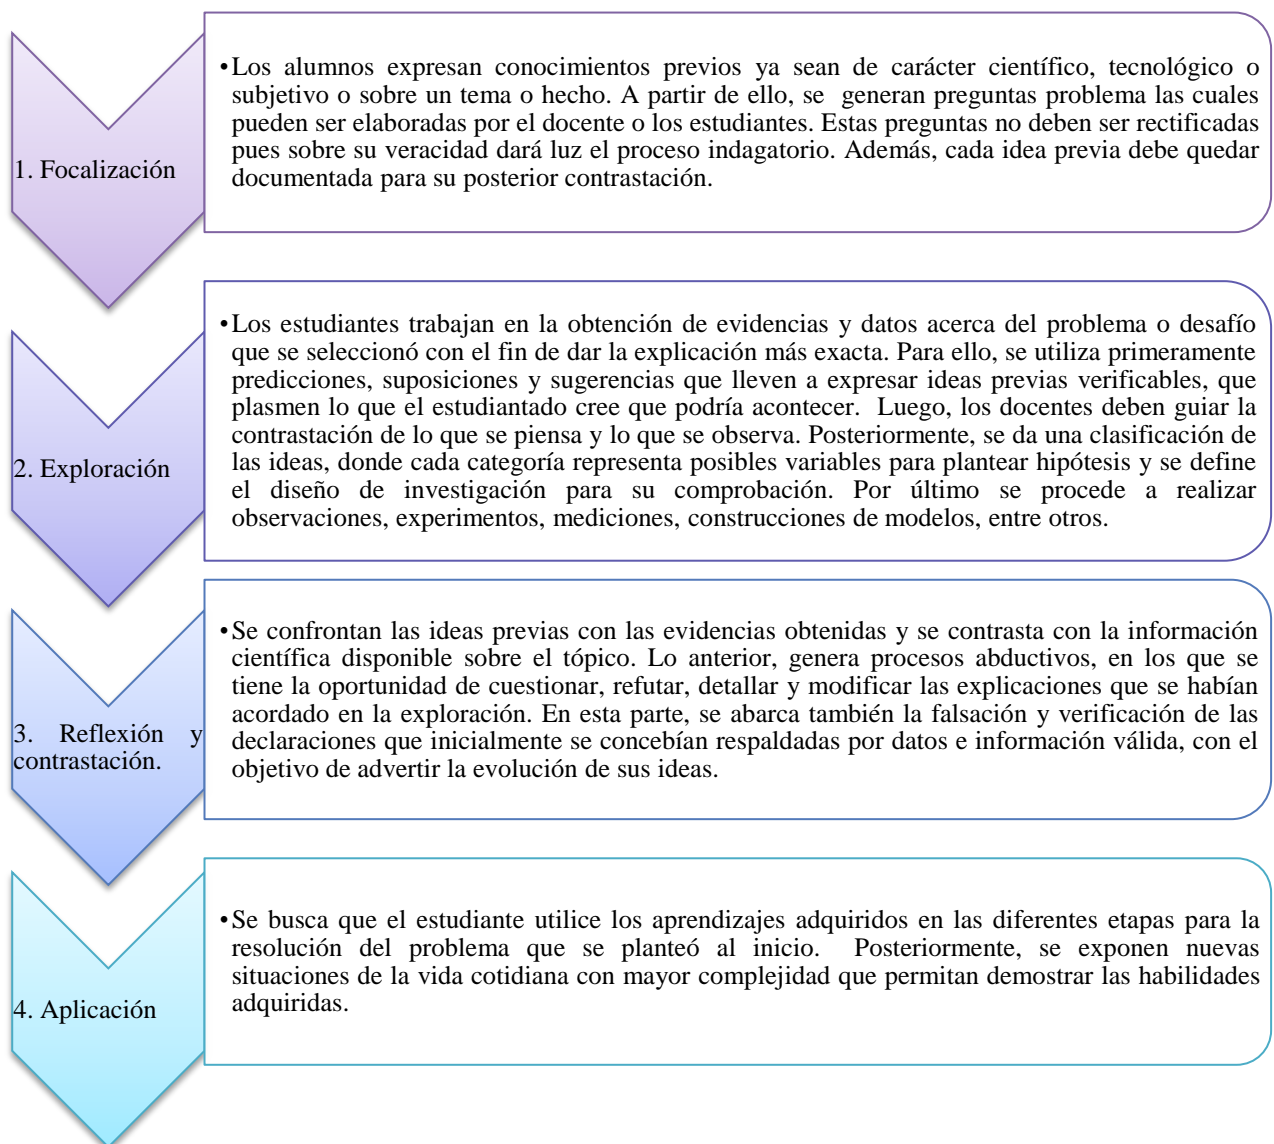 1. Focalización
•Los alumnos expresan conocimientos previos ya sean de carácter científico, tecnológico o
subjetivo o sobre un tema o hecho. A partir de ello, se generan preguntas problema las cuales
pueden ser elaboradas por el docente o los estudiantes. Estas preguntas no deben ser rectificadas
pues sobre su veracidad dará luz el proceso indagatorio. Además, cada idea previa debe quedar
documentada para su posterior contrastación.
2. Exploración
•Los estudiantes trabajan en la obtención de evidencias y datos acerca del problema o desafío
que se seleccionó con el fin de dar la explicación más exacta. Para ello, se utiliza primeramente
predicciones, suposiciones y sugerencias que lleven a expresar ideas previas verificables, que
plasmen lo que el estudiantado cree que podría acontecer. Luego, los docentes deben guiar la
contrastación de lo que se piensa y lo que se observa. Posteriormente, se da una clasificación de
las ideas, donde cada categoría representa posibles variables para plantear hipótesis y se define
el diseño de investigación para su comprobación. Por último se procede a realizar
observaciones, experimentos, mediciones, construcciones de modelos, entre otros.
3. Reflexión y
contrastación.
•Se confrontan las ideas previas con las evidencias obtenidas y se contrasta con la información
científica disponible sobre el tópico. Lo anterior, genera procesos abductivos, en los que se
tiene la oportunidad de cuestionar, refutar, detallar y modificar las explicaciones que se habían
acordado en la exploración. En esta parte, se abarca también la falsación y verificación de las
declaraciones que inicialmente se concebían respaldadas por datos e información válida, con el
objetivo de advertir la evolución de sus ideas.
4. Aplicación
•Se busca que el estudiante utilice los aprendizajes adquiridos en las diferentes etapas para la
resolución del problema que se planteó al inicio. Posteriormente, se exponen nuevas
situaciones de la vida cotidiana con mayor complejidad que permitan demostrar las habilidades
adquiridas.